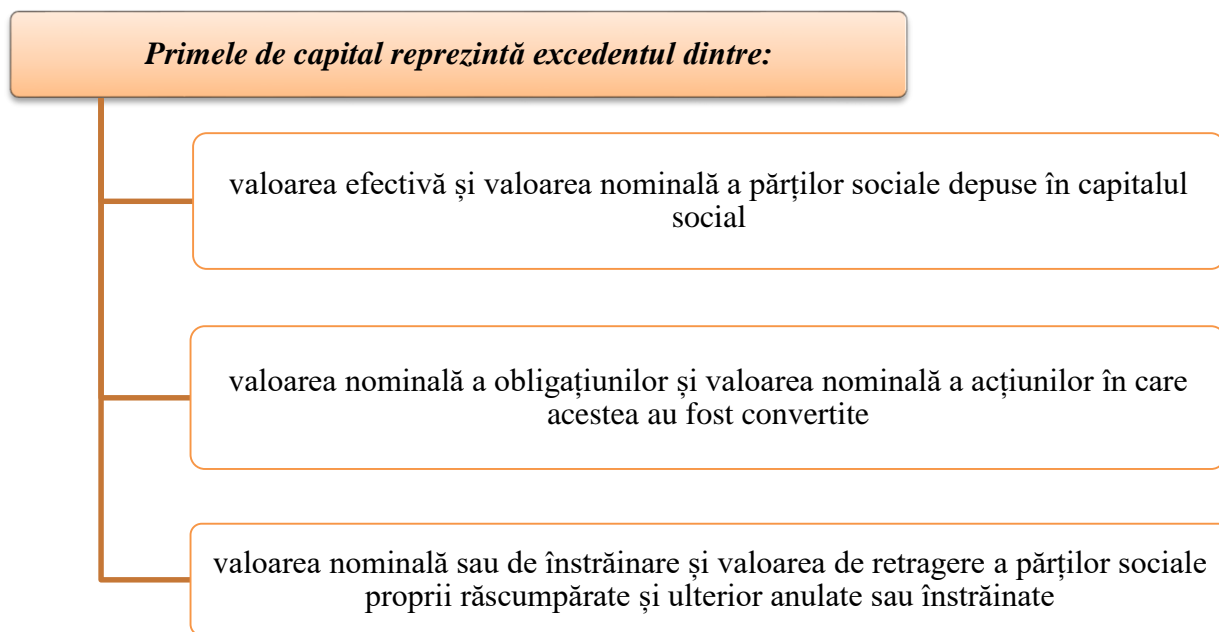 Primele de capital reprezintă excedentul dintre:
valoarea efectivă și valoarea nominală a părților sociale depuse în capitalul
social
valoarea nominală a obligațiunilor și valoarea nominală a acțiunilor în care
acestea au fost convertite
valoarea nominală sau de înstrăinare și valoarea de retragere a părților sociale
proprii răscumpărate și ulterior anulate sau înstrăinate